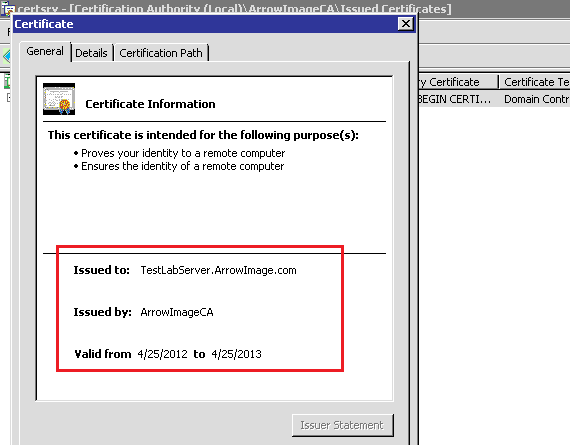 certsrv - [Certification Authority (Local)\ArrowImageCA\Issued Certificates]
Certificate
General Details Certification Path
Certificate Information
This certificate is intended for the following purpose(s):
• Proves your identity to a remote computer
• Ensures the identity of a remote computer
Issued to: TestLabServer.ArrowImage.com
Issued by: ArrowImageCA
Valid from 4/25/2012 to 4/25/2013
Issuer Statement
Certificate Certificate Te
BEGIN CERTI... Domain Contr